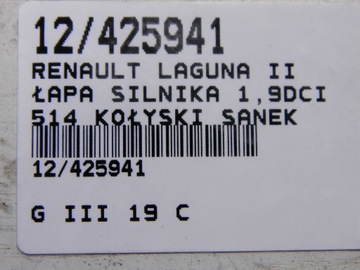 12/425941
RENAULT LAGUNA II
ŁAPA SILNIKA 1,9DCI
514 KOŁYSKI SANEK
12/425941
G III 19 C